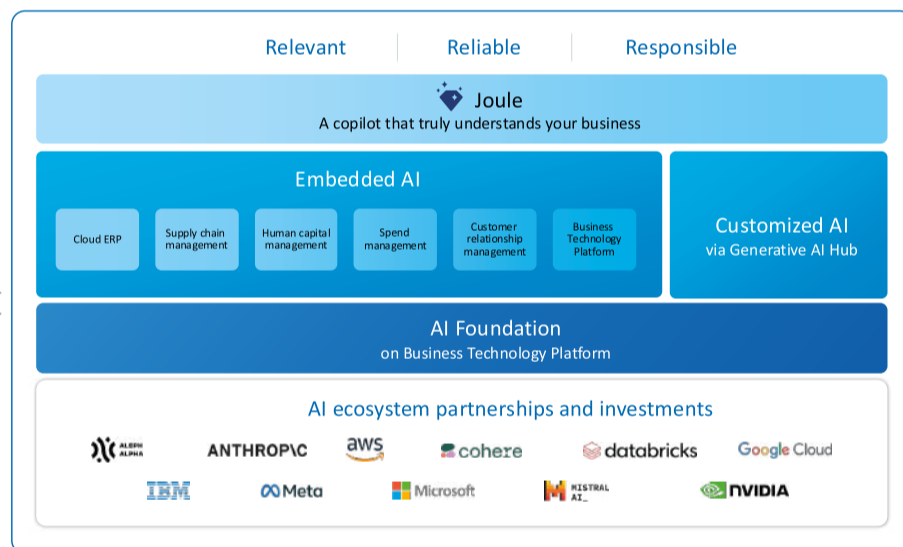 Relevant
Reliable
Responsible
Joule
A copilot that truly understands your business
Embedded AI
Cloud ERP
Supply chain
management
Human capital
management
Spend
management
Customer
relationship
management
Business
Technology
Platform
Customized AI
via Generative AI Hub
AI Foundation
on Business Technology Platform
AI ecosystem partnerships and investments
ALEPH
ALPHA
ANTHROP\C
aws
cohere
databricks
Google Cloud
IBM
Meta
Microsoft
MISTRAL
AI_
NVIDIA